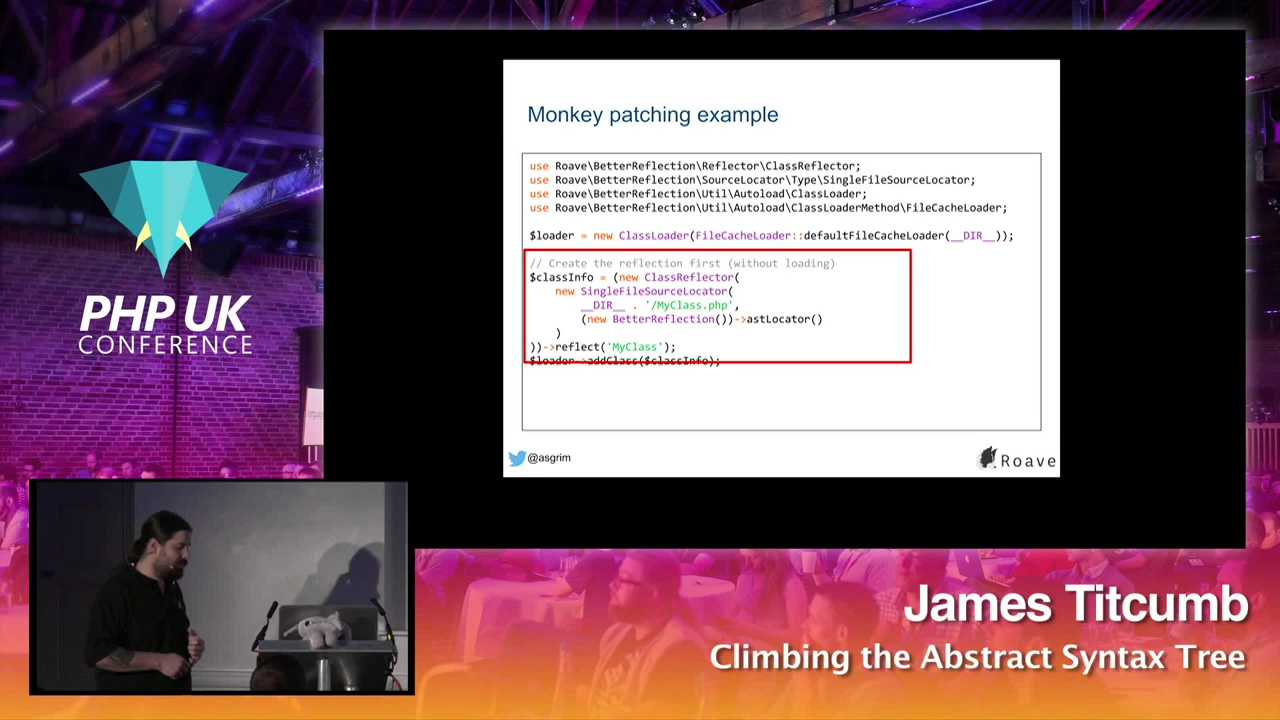 Monkey patching example
use Roave\BetterReflection\Reflector\ClassReflector;
use Roave\BetterReflection\SourceLocator\Type\SingleFileSourceLocator;
use Roave\BetterReflection\Util\Autoload\ClassLoader;
use Roave\BetterReflection\Util\Autoload\ClassLoaderMethod\FileCacheLoader;
$loader = new ClassLoader(FileCacheLoader::defaultFileCacheLoader(__DIR__));
// Create the reflection first (without loading)
$classInfo = (new ClassReflector(
new SingleFileSourceLocator(
__DIR__ . '/MyClass.php',
(new BetterReflection())->astLocator()
)
))->reflect('MyClass');
$loader->addClass($classInfo);
@asgrim
Roave
PHP UK
CONFERENCE
James Titcumb
Climbing the Abstract Syntax Tree